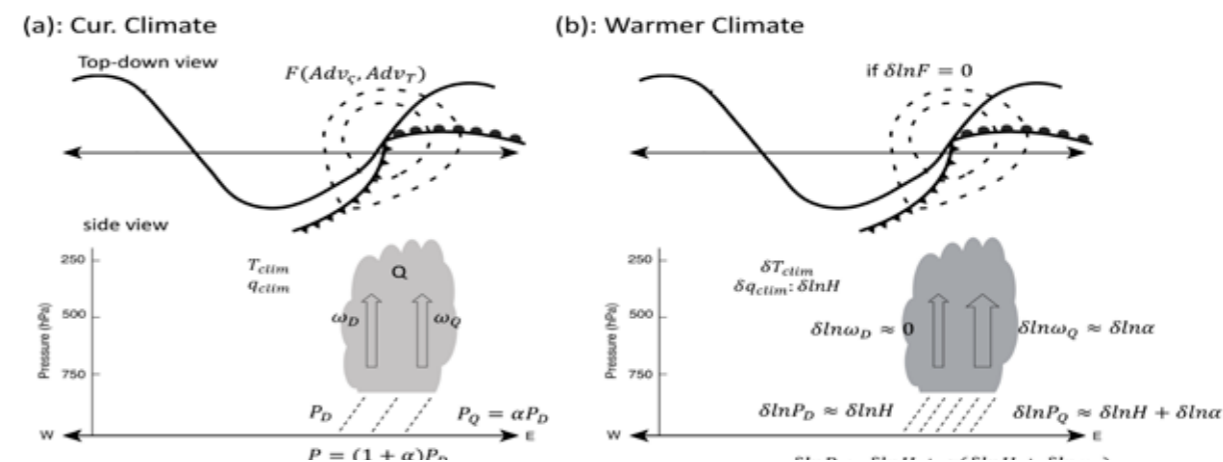 (a): Cur. Climate
Top-down view
F(Adv_ς, Adv_T)
side view
250
500
750
Pressure (hPa)
T_clim
q_clim
Q
ω_D
ω_Q
P_D
P_Q = αP_D
W
E
P = (1 + α)P_D
(b): Warmer Climate
if δlnF = 0
250
500
750
Pressure (hPa)
δT_clim
δq_clim: δlnH
δlnω_D ≈ 0
δlnω_Q ≈ δlnα
δlnP_D ≈ δlnH
δlnP_Q ≈ δlnH + δlnα
W
E